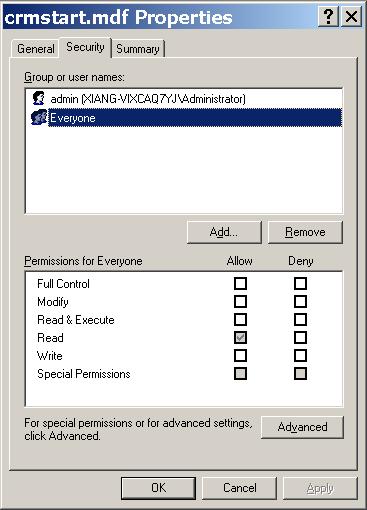 crmstart.mdf Properties
General Security Summary
Group or user names:
admin (XIANG-VIXCAQ7YJ\Administrator)
Everyone
Add... Remove
Permissions for Everyone Allow Deny
Full Control
Modify
Read & Execute
Read
Write
Special Permissions
For special permissions or for advanced settings,
click Advanced.
Advanced
OK Cancel Apply